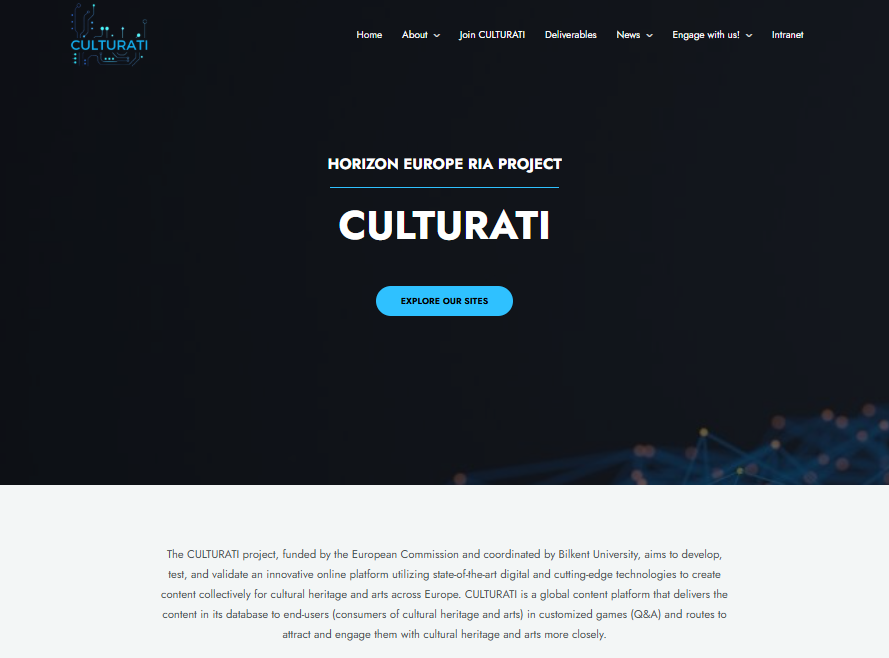 CULTURATI
Home About Join CULTURATI Deliverables News Engage with us! Intranet
HORIZON EUROPE RIA PROJECT
CULTURATI
EXPLORE OUR SITES
The CULTURATI project, funded by the European Commission and coordinated by Bilkent University, aims to develop,
test, and validate an innovative online platform utilizing state-of-the-art digital and cutting-edge technologies to create
content collectively for cultural heritage and arts across Europe. CULTURATI is a global content platform that delivers the
content in its database to end-users (consumers of cultural heritage and arts) in customized games (Q&A) and routes to
attract and engage them with cultural heritage and arts more closely.